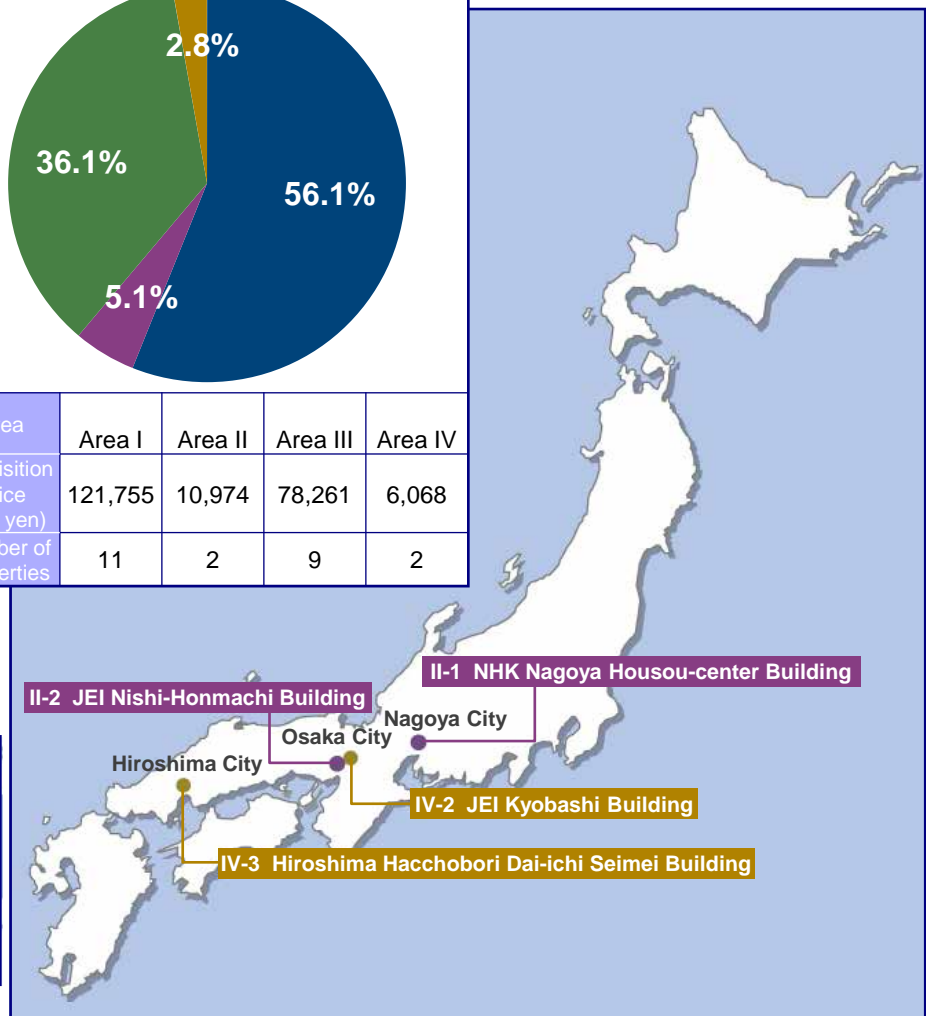 2.8%
36.1%
56.1%
5.1%
Area I Area II Area III Area IV
yen)
121,755 10,974 78,261 6,068
of
11 2 9 2
II-1 NHK Nagoya Housou-center Building
II-2 JEI Nishi-Honmachi Building
Nagoya City
Osaka City
Hiroshima City
IV-2 JEI Kyobashi Building
IV-3 Hiroshima Hacchobori Dai-ichi Seimei Building